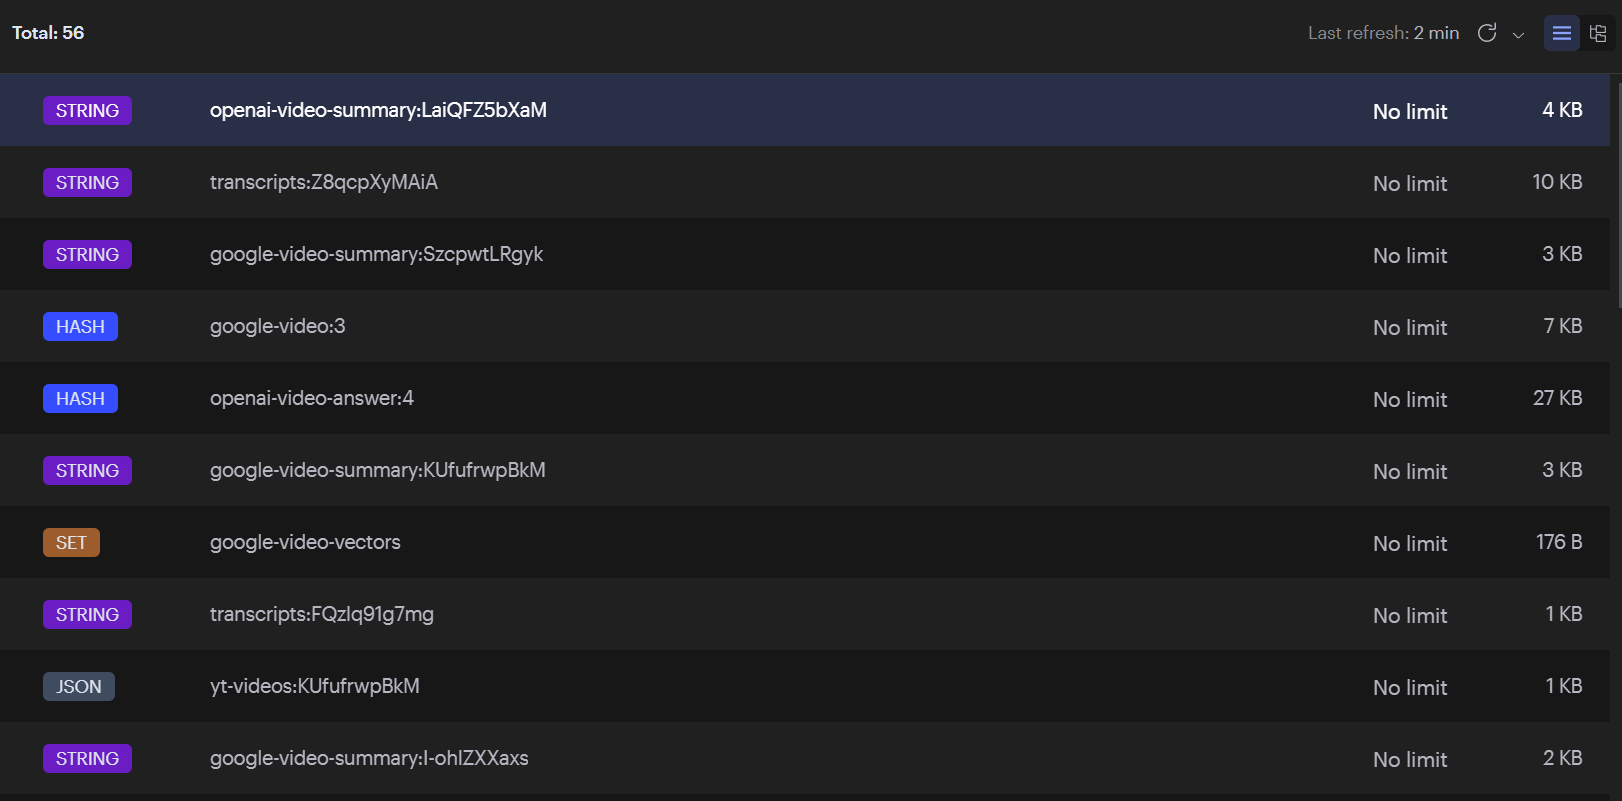 Total: 56 Last refresh: 2 min
STRING openai-video-summary:LaiQFZ5bXaM No limit 4 KB
STRING transcripts:Z8qcpXyMAiA No limit 10 KB
STRING google-video-summary:SzcpwtLRgyk No limit 3 KB
HASH google-video:3 No limit 7 KB
HASH openai-video-answer:4 No limit 27 KB
STRING google-video-summary:KUfufrwpBkM No limit 3 KB
SET google-video-vectors No limit 176 B
STRING transcripts:FQzlq91g7mg No limit 1 KB
JSON yt-videos:KUfufrwpBkM No limit 1 KB
STRING google-video-summary:I-ohlZXXaxs No limit 2 KB